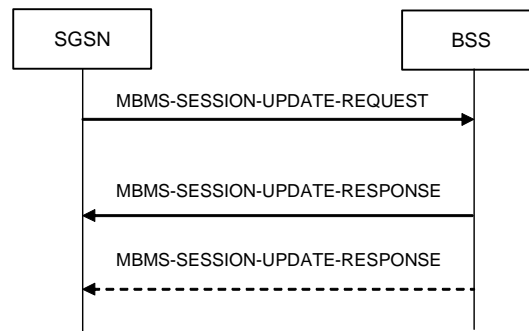 SGSN
BSS
MBMS-SESSION-UPDATE-REQUEST
MBMS-SESSION-UPDATE-RESPONSE
MBMS-SESSION-UPDATE-RESPONSE